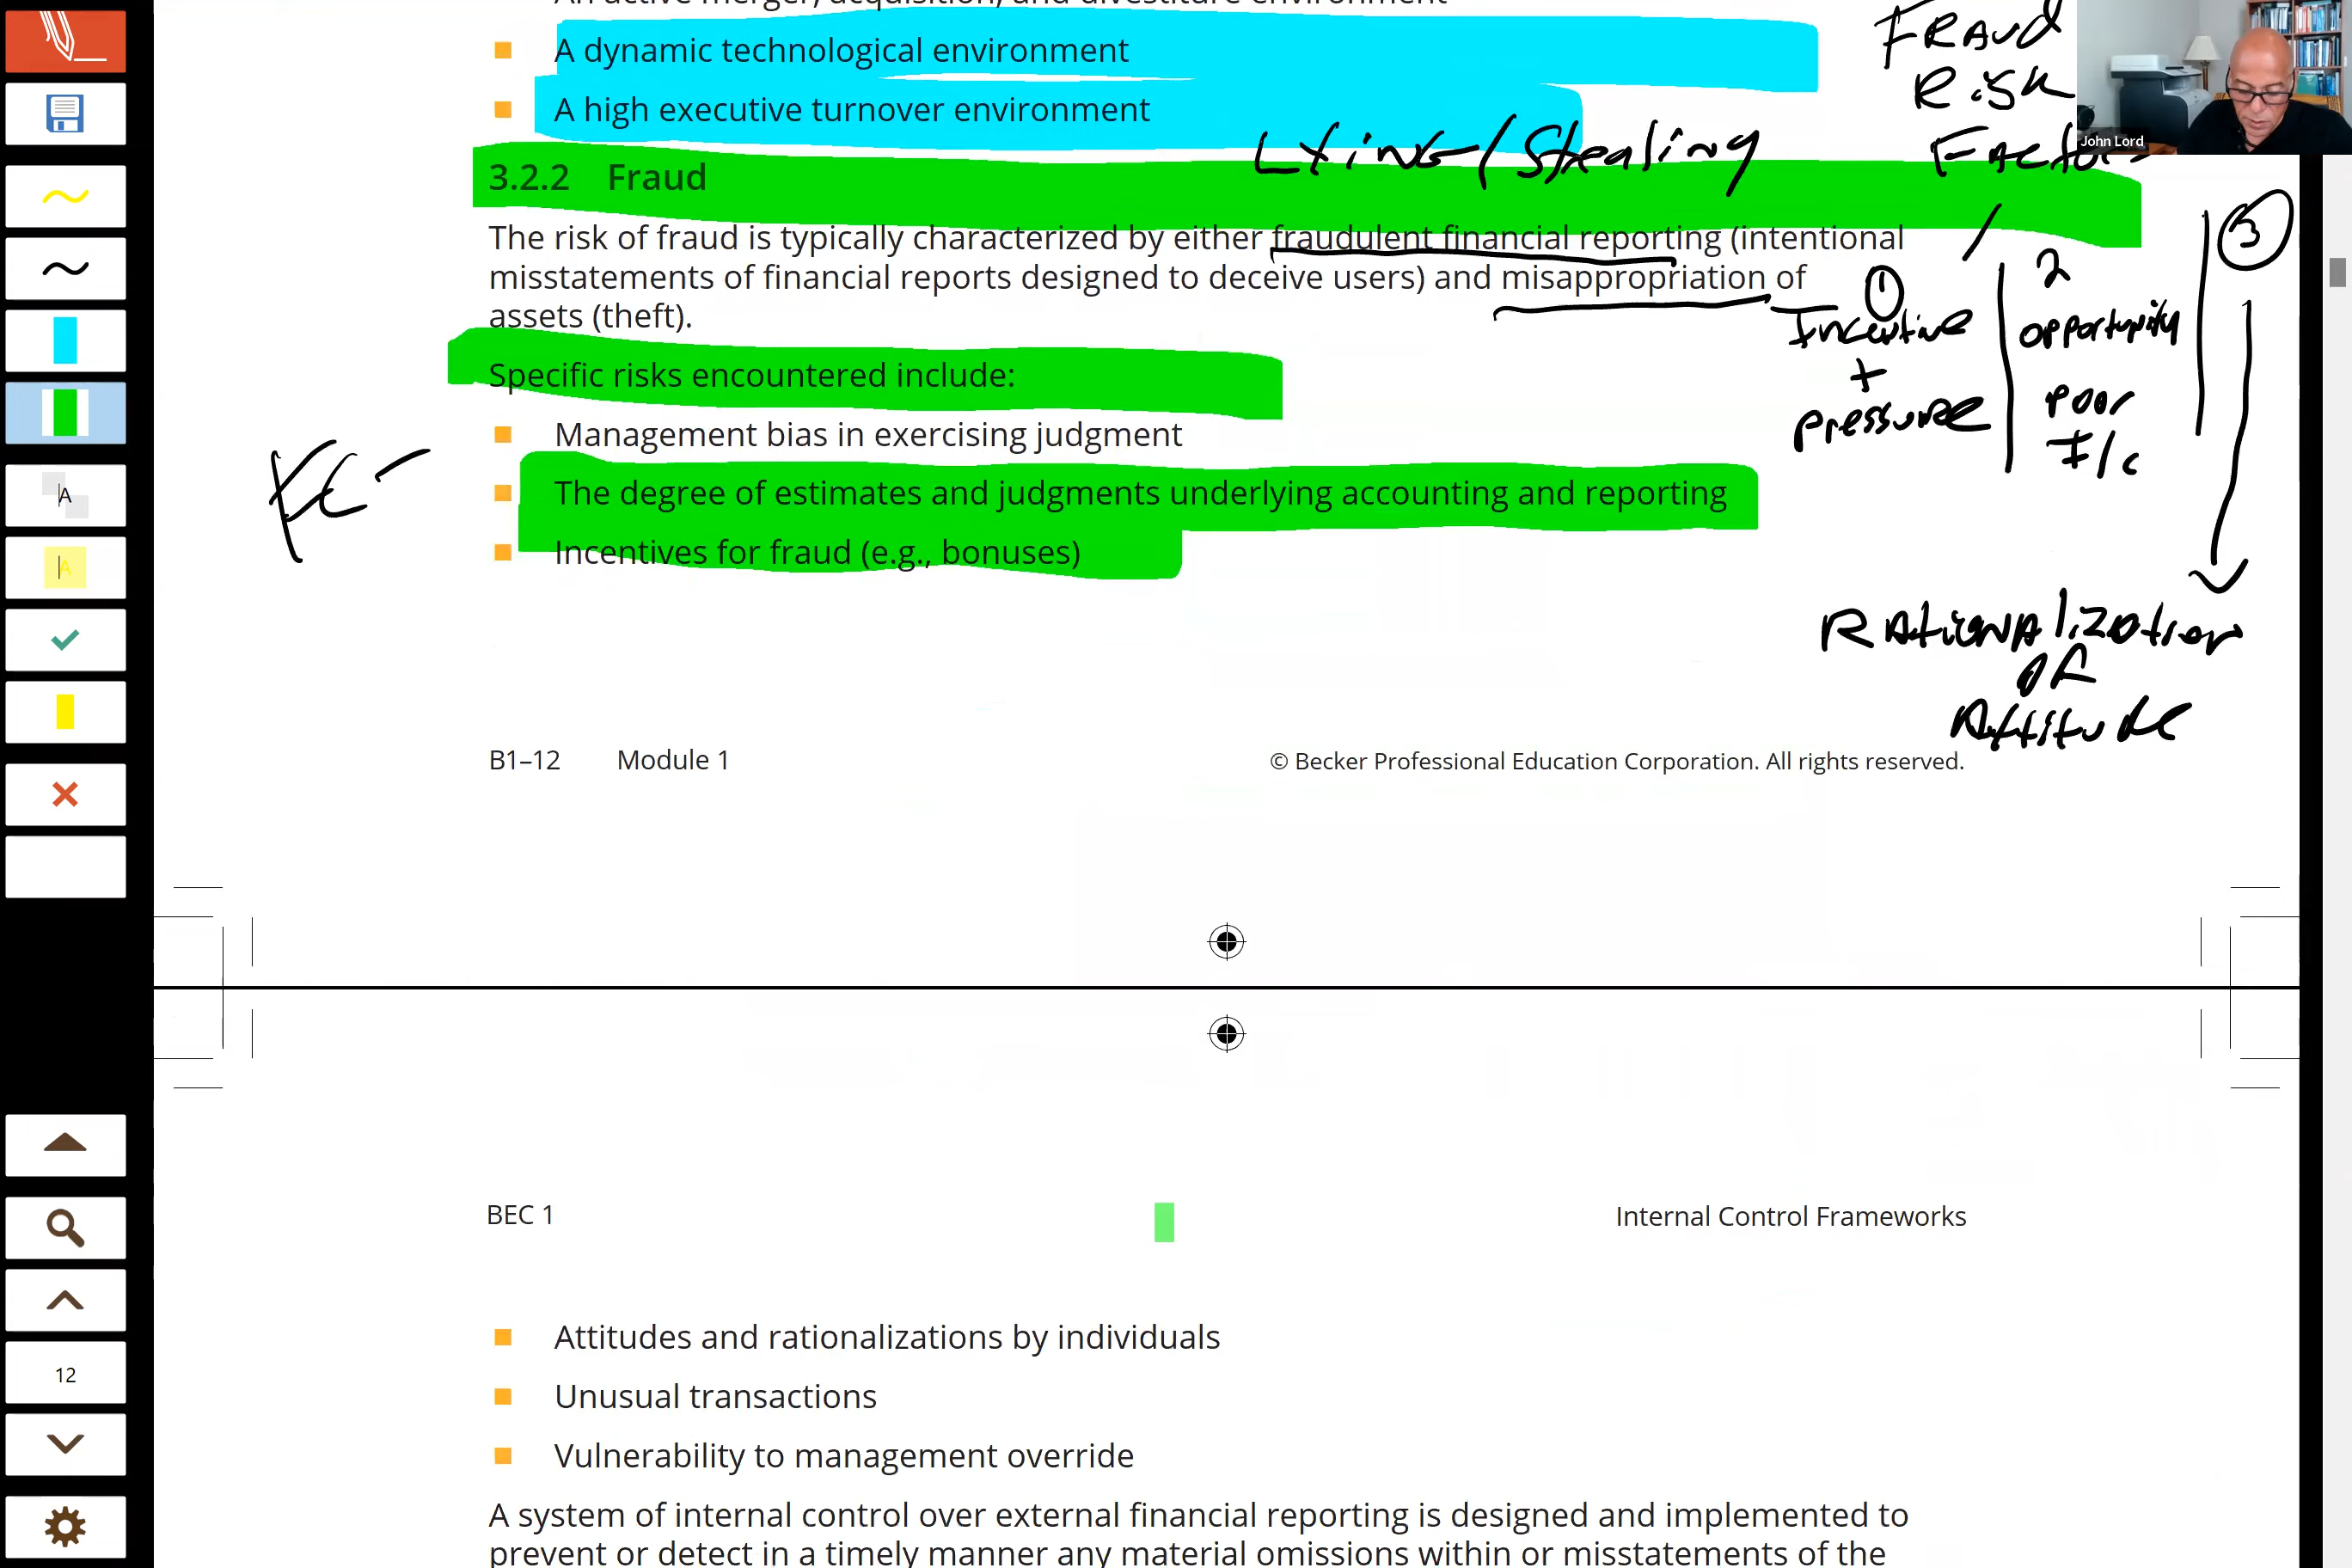 An active merger, acquisition, and divestiture environment
A dynamic technological environment
A high executive turnover environment
FRAud
Risk
Factors
John Lord
Lying/Stealing
3.2.2 Fraud
The risk of fraud is typically characterized by either fraudulent financial reporting (intentional
misstatements of financial reports designed to deceive users) and misappropriation of
assets (theft).
1
Incentive
+
pressure
2
opportunity
poor
I/c
3
Rationalization
of
Attitude
Specific risks encountered include:
Management bias in exercising judgment
The degree of estimates and judgments underlying accounting and reporting
Incentives for fraud (e.g., bonuses)
B1–12 Module 1
© Becker Professional Education Corporation. All rights reserved.
A
A
12
BEC 1
Internal Control Frameworks
Attitudes and rationalizations by individuals
Unusual transactions
Vulnerability to management override
A system of internal control over external financial reporting is designed and implemented to
prevent or detect in a timely manner any material omissions within or misstatements of the